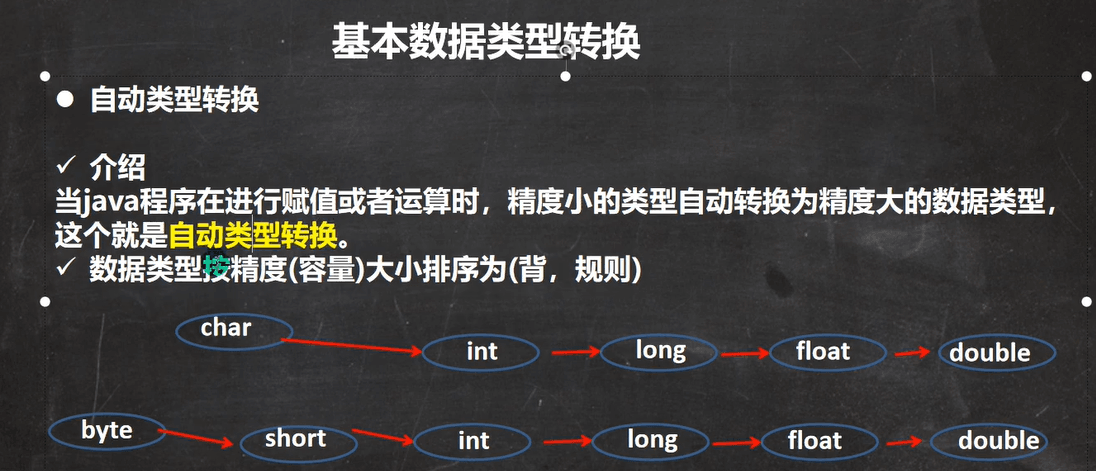 基本数据类型转换
● 自动类型转换
✓ 介绍
当java程序在进行赋值或者运算时，精度小的类型自动转换为精度大的数据类型，
这个就是自动类型转换。
✓ 数据类型按精度(容量)大小排序为(背，规则)
char int long float double
byte short int long float double